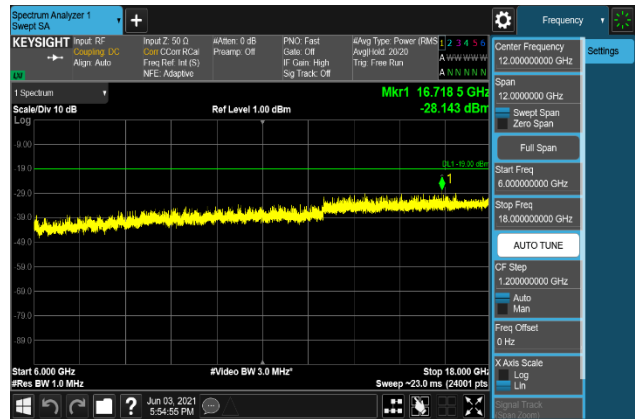 Spectrum Analyzer 1
Swept SA
+
Frequency
KEYSIGHT
Input: RF
Coupling: DC
Align: Auto
Input Z: 50 Ω
Corr CCorr RCal
Freq Ref: Int (S)
NFE: Adaptive
#Atten: 0 dB
Preamp: Off
PNO: Fast
Gate: Off
IF Gain: High
Sig Track: Off
#Avg Type: Power (RMS
Avg|Hold: 20/20
Trig: Free Run
1 2 3 4 5 6
A WW WW W
A N N N N N
LW
1 Spectrum
Scale/Div 10 dB
Log
Ref Level 1.00 dBm
Mkr1 16.718 5 GHz
-28.143 dBm
-9.00
-19.0
-29.0
-39.0
-49.0
-59.0
-69.0
-79.0
-89.0
DL1 -19.00 dBm
1
Start 6.000 GHz
#Res BW 1.0 MHz
#Video BW 3.0 MHz*
Stop 18.000 GHz
Sweep ~23.0 ms (24001 pts
Center Frequency
12.000000000 GHz
Settings
Span
12.0000000 GHz
Swept Span
Zero Span
Full Span
Start Freq
6.000000000 GHz
Stop Freq
18.000000000 GHz
AUTO TUNE
CF Step
1.200000000 GHz
Auto
Man
Freq Offset
0 Hz
X Axis Scale
Log
Lin
Signal Track
(Span Zoom)
?
Jun 03, 2021
5:54:55 PM